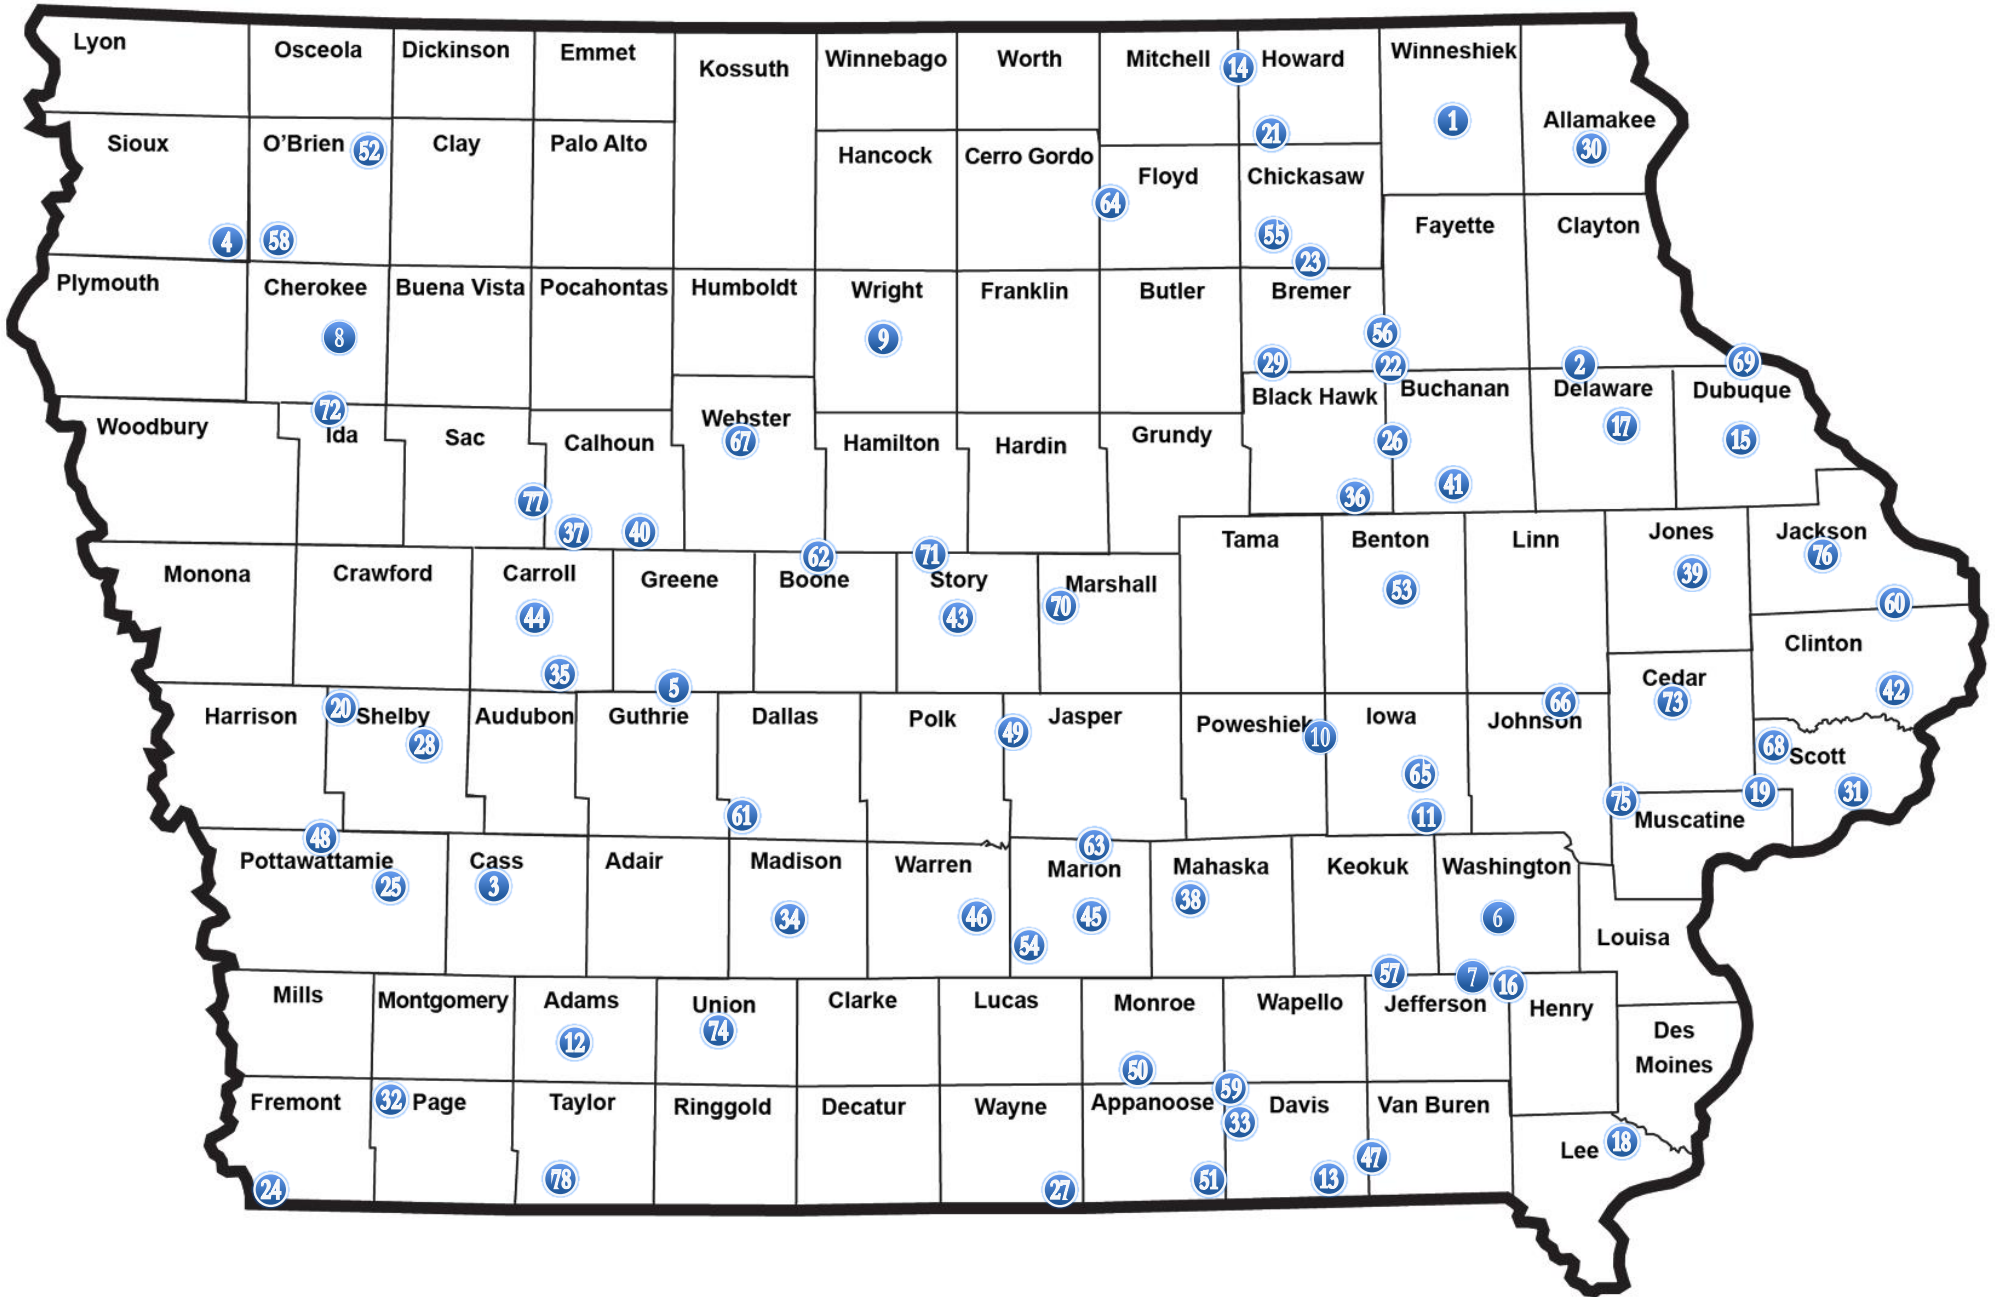 Lyon
Osceola
Dickinson
Emmet
Kossuth
Winnebago
Worth
Mitchell
14
Howard
Winneshiek
1
Allamakee
30
Sioux
O'Brien
52
Clay
Palo Alto
Hancock
Cerro Gordo
21
Floyd
64
Chickasaw
55
23
Fayette
Clayton
4
58
Plymouth
Cherokee
8
Buena Vista
Pocahontas
Humboldt
Wright
9
Franklin
Butler
Bremer
29
56
22
2
69
Woodbury
72
Ida
Sac
77
Calhoun
37
40
Webster
67
Hamilton
Hardin
Grundy
Black Hawk
36
26
Buchanan
41
Delaware
17
Dubuque
15
Monona
Crawford
Carroll
44
35
Greene
5
62
Boone
71
Story
43
Marshall
70
Tama
Benton
53
Linn
Jones
39
Jackson
76
60
Clinton
42
Harrison
20
Shelby
28
Audubon
Guthrie
Dallas
61
Polk
49
Jasper
Poweshiek
10
Iowa
65
11
66
Johnson
Cedar
73
68
Scott
19
31
75
Muscatine
48
Pottawattamie
25
Cass
3
Adair
Madison
34
Warren
46
63
Marion
45
54
Mahaska
38
Keokuk
57
Washington
6
7
16
Louisa
Mills
Montgomery
Adams
12
Union
74
Clarke
Lucas
Monroe
50
Wapello
Jefferson
Henry
Des
Moines
Fremont
24
32
Page
Taylor
78
Ringgold
Decatur
Wayne
27
Appanoose
51
59
33
Davis
13
47
Van Buren
Lee
18